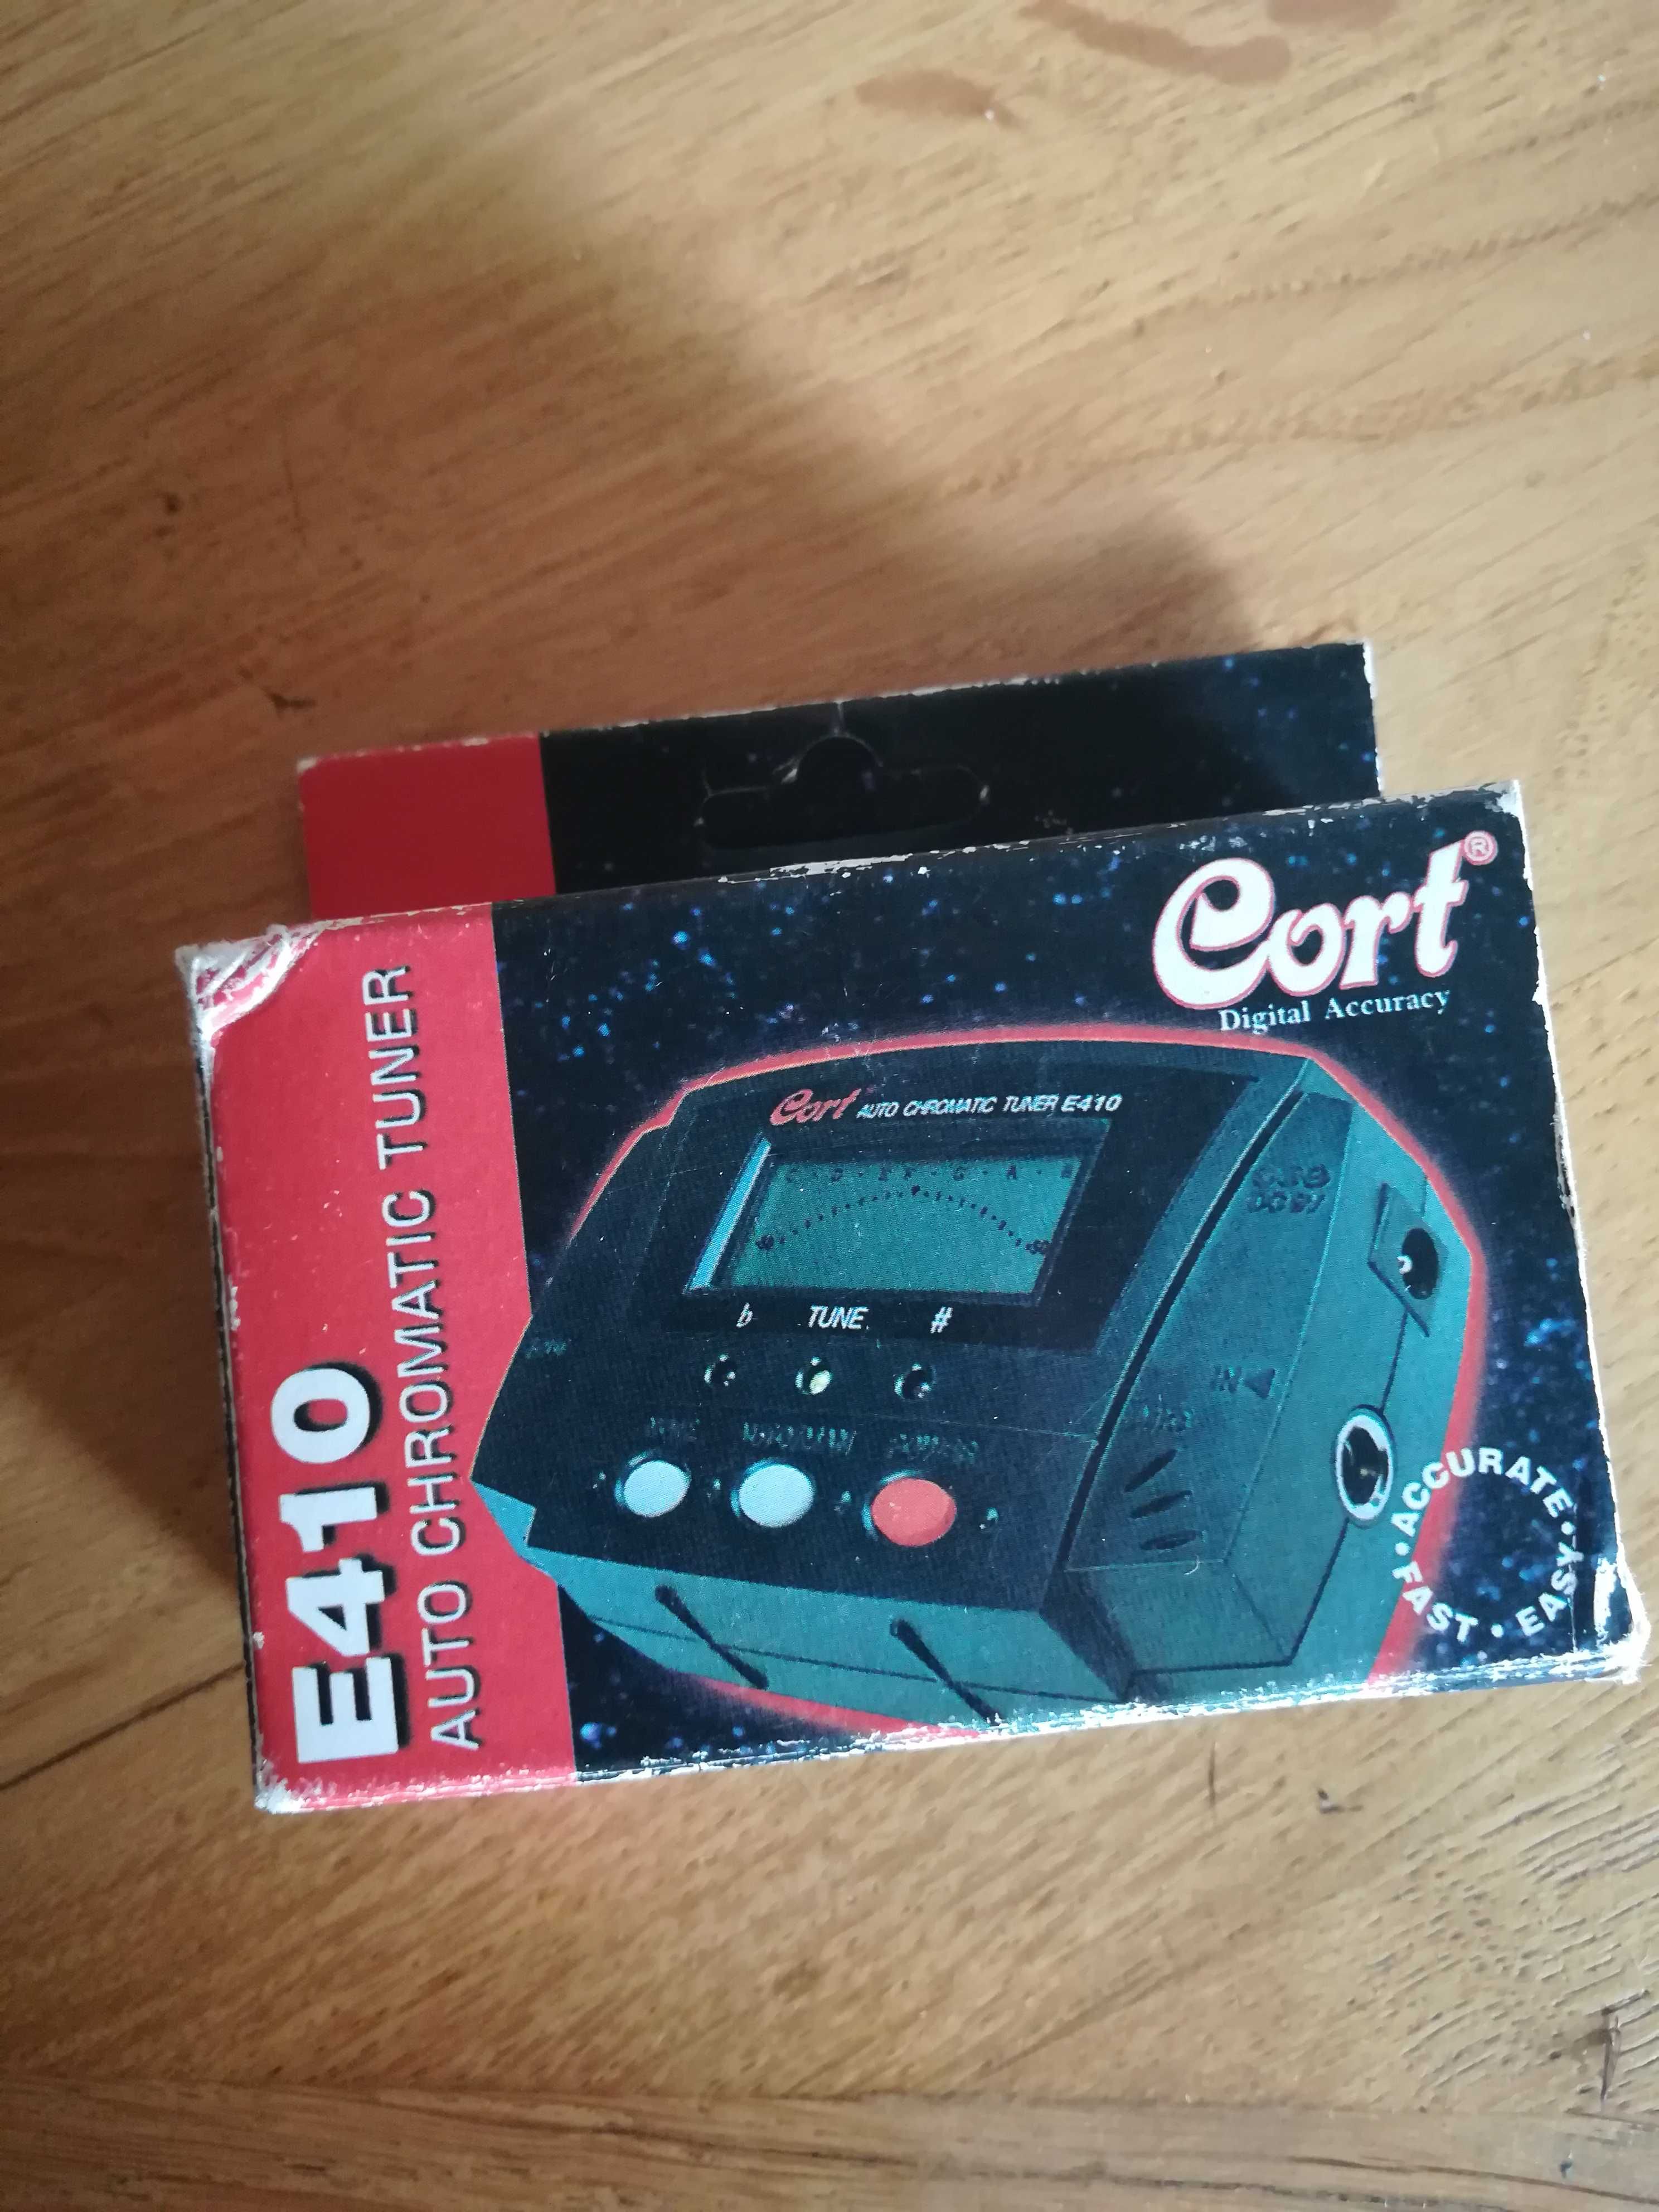 Cort®
Digital Accuracy
E410
AUTO CHROMATIC TUNER
Cort AUTO CHROMATIC TUNER E410
C · D · E F · G · A · B
b TUNE #
IN ◀
• ACCURATE • EASY • FAST